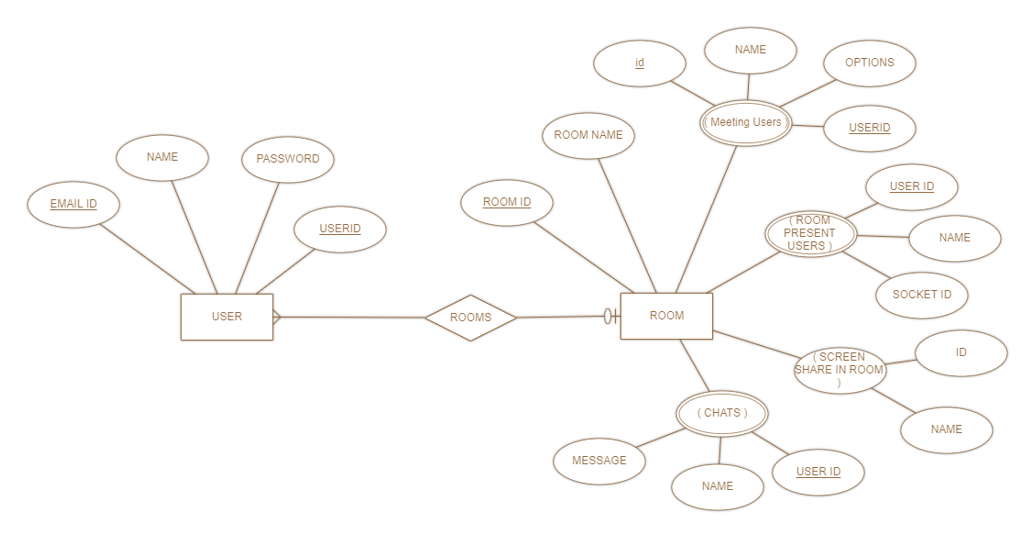 id
NAME
OPTIONS
( Meeting Users )
USERID
ROOM NAME
NAME
PASSWORD
EMAIL ID
USERID
ROOM ID
USER ID
( ROOM
PRESENT
USERS )
NAME
SOCKET ID
USER
ROOMS
ROOM
( SCREEN
SHARE IN ROOM
)
ID
NAME
( CHATS )
MESSAGE
NAME
USER ID